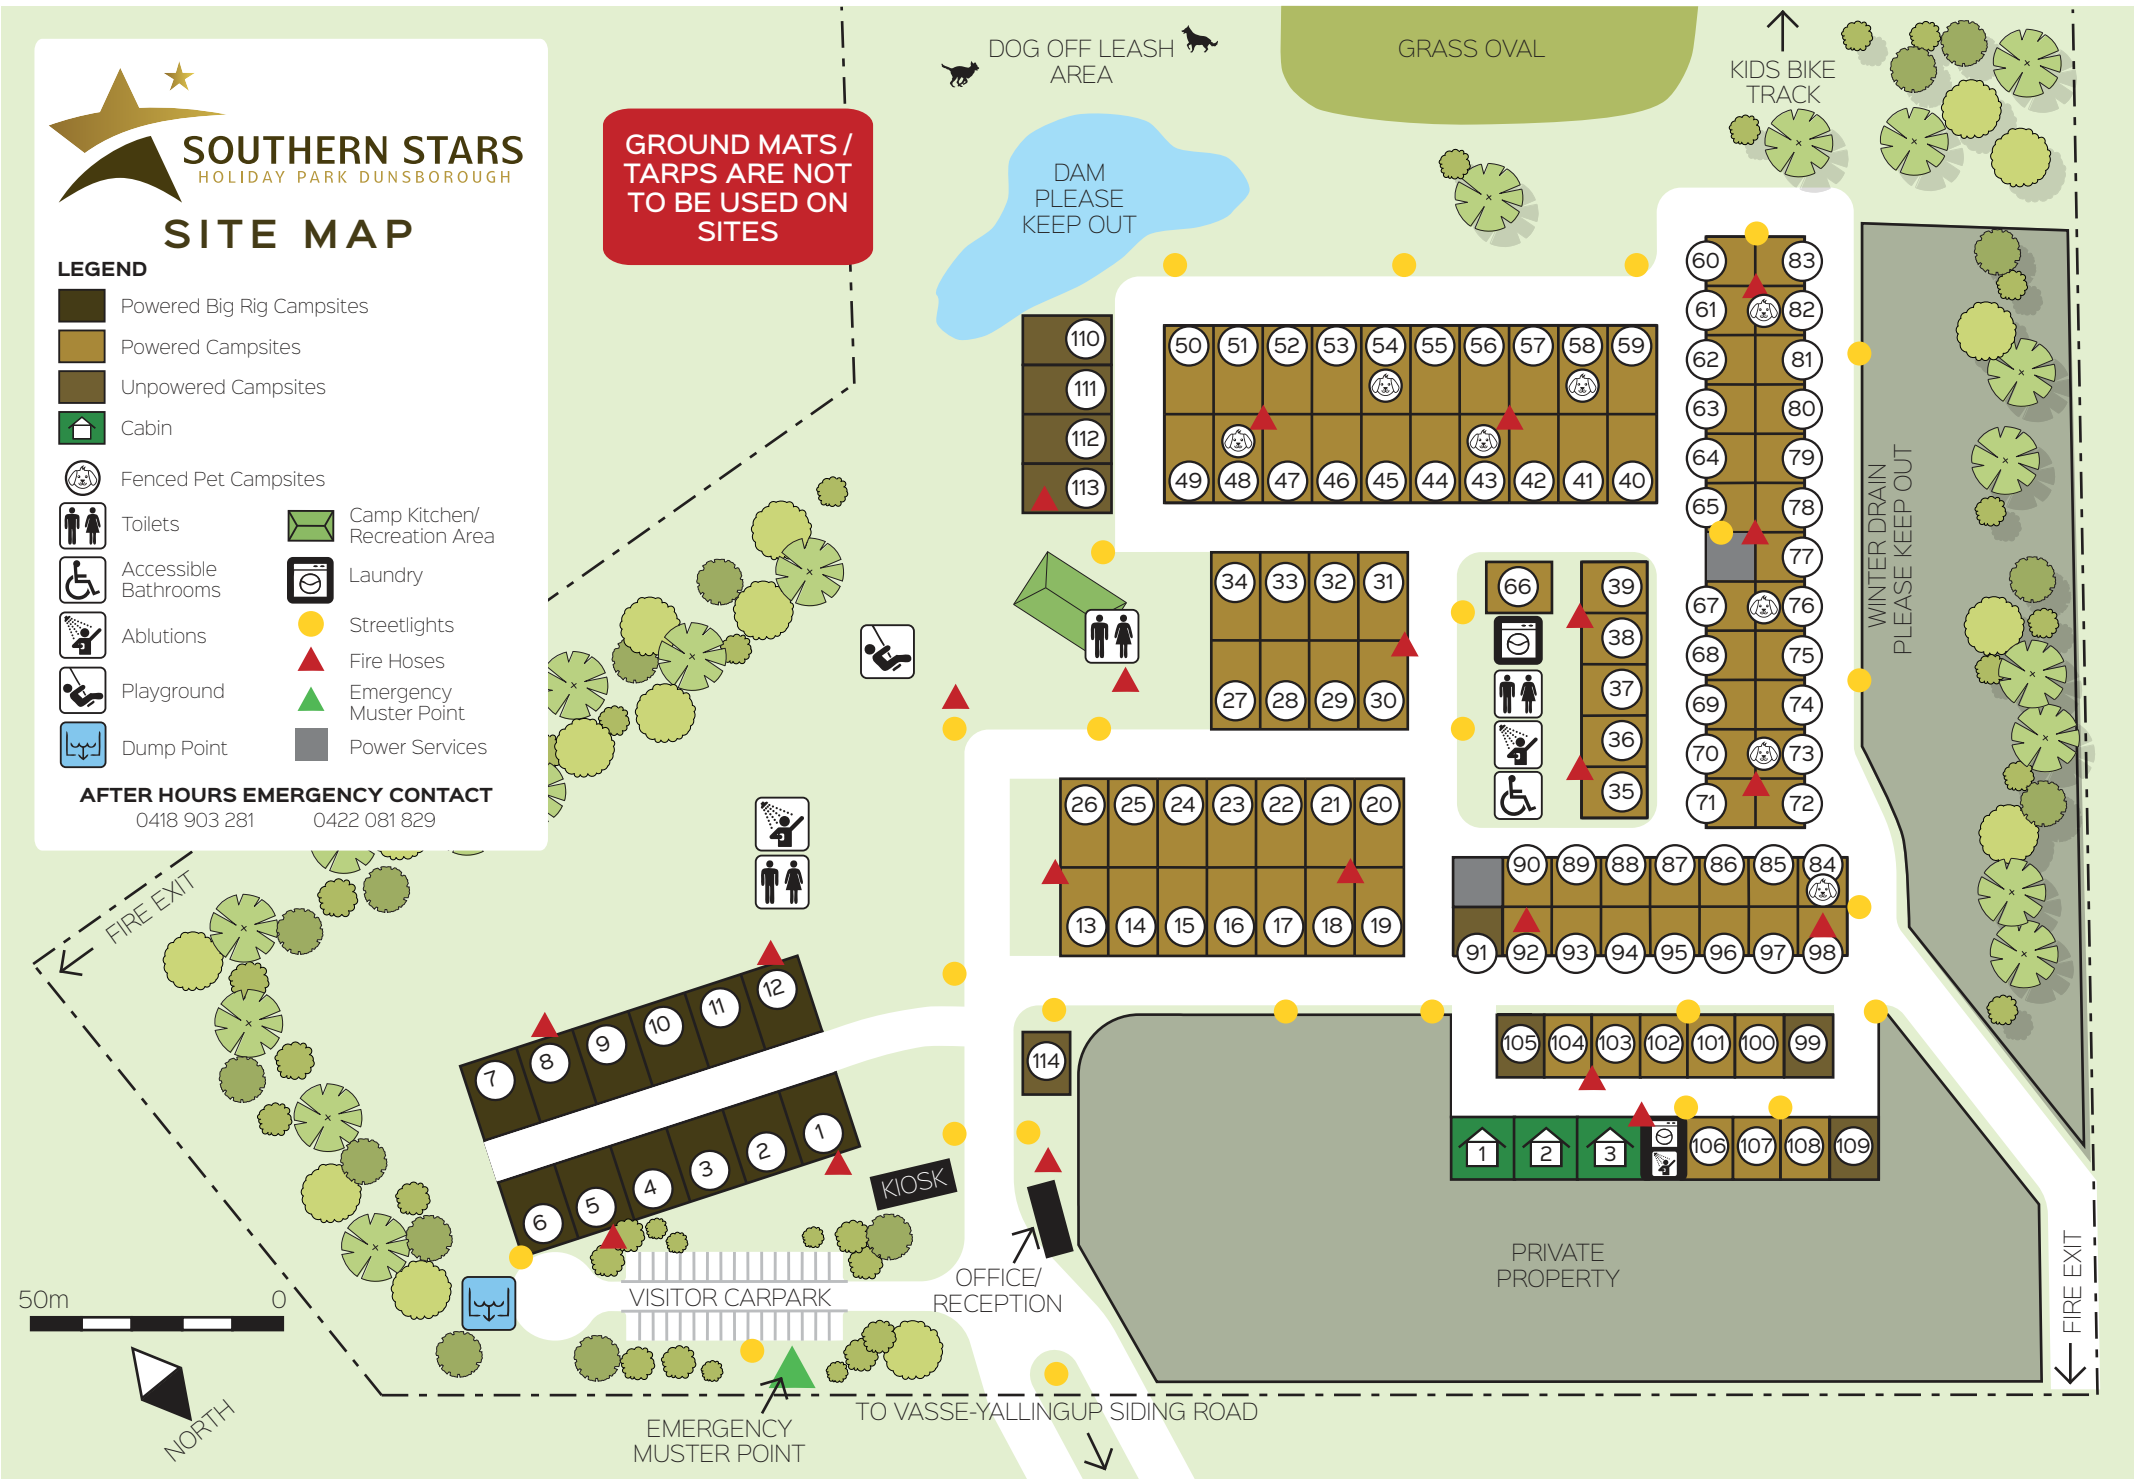 SOUTHERN STARS
HOLIDAY PARK DUNSBOROUGH
SITE MAP
LEGEND
Powered Big Rig Campsites
Powered Campsites
Unpowered Campsites
Cabin
Fenced Pet Campsites
Toilets
Accessible
Bathrooms
Ablutions
Playground
Dump Point
Camp Kitchen/
Recreation Area
Laundry
Streetlights
Fire Hoses
Emergency
Muster Point
Power Services
AFTER HOURS EMERGENCY CONTACT
0418 903 281 0422 081 829
GROUND MATS /
TARPS ARE NOT
TO BE USED ON
SITES
DOG OFF LEASH
AREA
GRASS OVAL
KIDS BIKE
TRACK
DAM
PLEASE
KEEP OUT
110
111
112
113
50 51 52 53 54 55 56 57 58 59
49 48 47 46 45 44 43 42 41 40
60 83
61 82
62 81
63 80
64 79
65 78
77
67 76
68 75
69 74
70 73
71 72
WINTER DRAIN
PLEASE KEEP OUT
34 33 32 31
27 28 29 30
66
39
38
37
36
35
26 25 24 23 22 21 20
13 14 15 16 17 18 19
90 89 88 87 86 85 84
91 92 93 94 95 96 97 98
105 104 103 102 101 100 99
1 2 3 106 107 108 109
114
7 8 9 10 11 12
6 5 4 3 2 1
KIOSK
FIRE EXIT
50m 0
NORTH
VISITOR CARPARK
OFFICE/
RECEPTION
PRIVATE
PROPERTY
FIRE EXIT
EMERGENCY
MUSTER POINT
TO VASSE-YALLINGUP SIDING ROAD